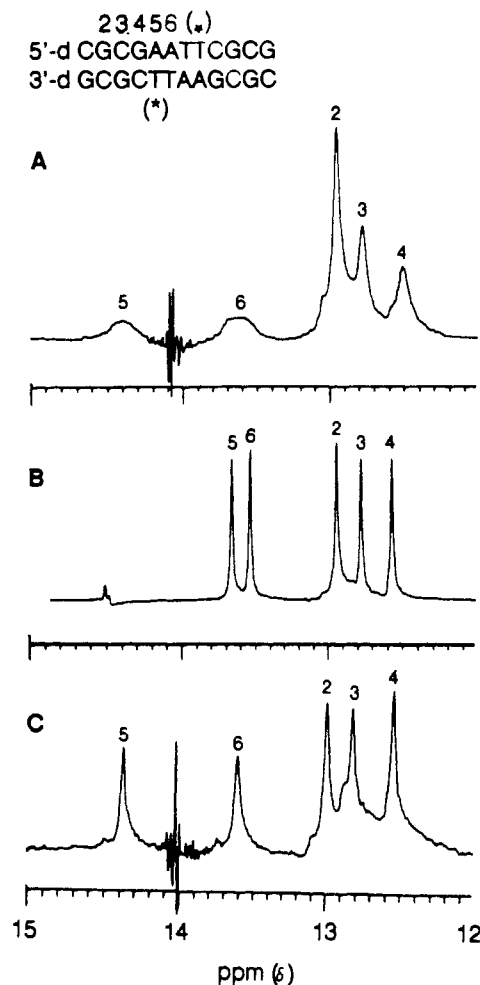 2 3 4 5 6 (*)
5'-d CGCGAATTCGCG
3'-d GCGCTTAAGCGC
(*)
A
5 6 2 3 4
B
5 6 2 3 4
C
5 6 2 3 4
15 14 13 12
ppm (δ)